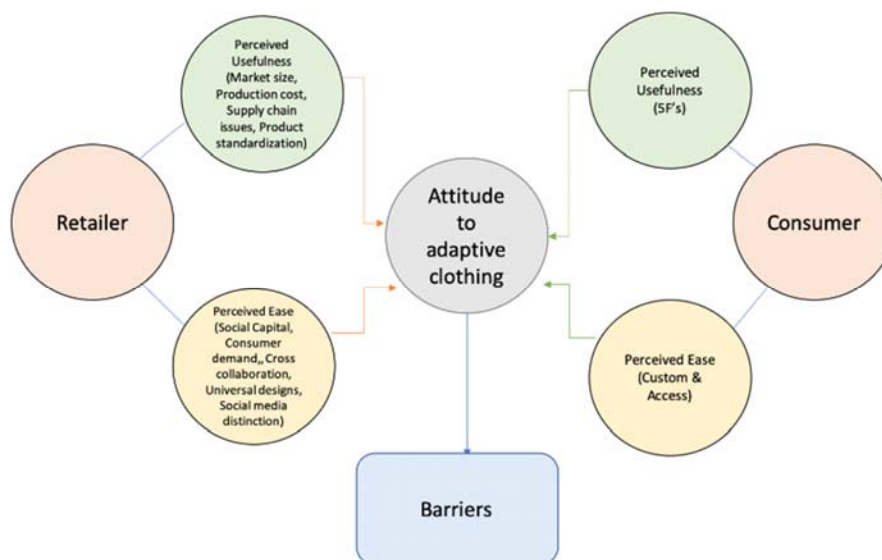 Perceived
Usefulness
(Market size,
Production cost,
Supply chain
issues, Product
standardization)
Perceived
Usefulness
(5F's)
Retailer
Attitude
to
adaptive
clothing
Consumer
Perceived Ease
(Social Capital,
Consumer
demand,, Cross
collaboration,
Universal designs,
Social media
distinction)
Perceived Ease
(Custom &
Access)
Barriers